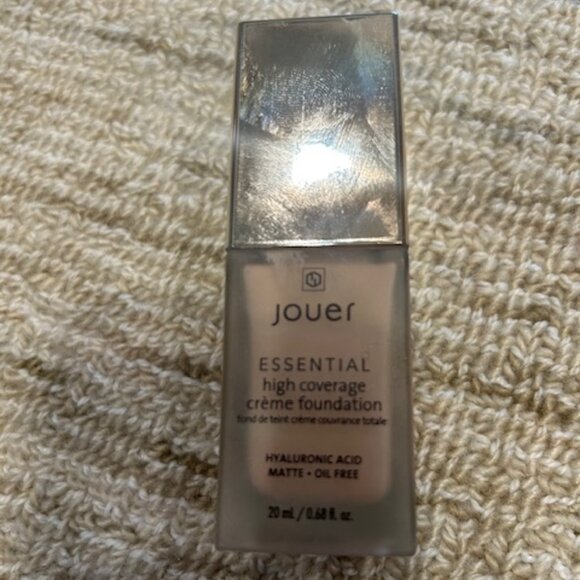 jouer
ESSENTIAL
high coverage
crème foundation
fond de teint crème couvrance totale
HYALURONIC ACID
MATTE • OIL FREE
20 mL / 0.68 fl. oz.